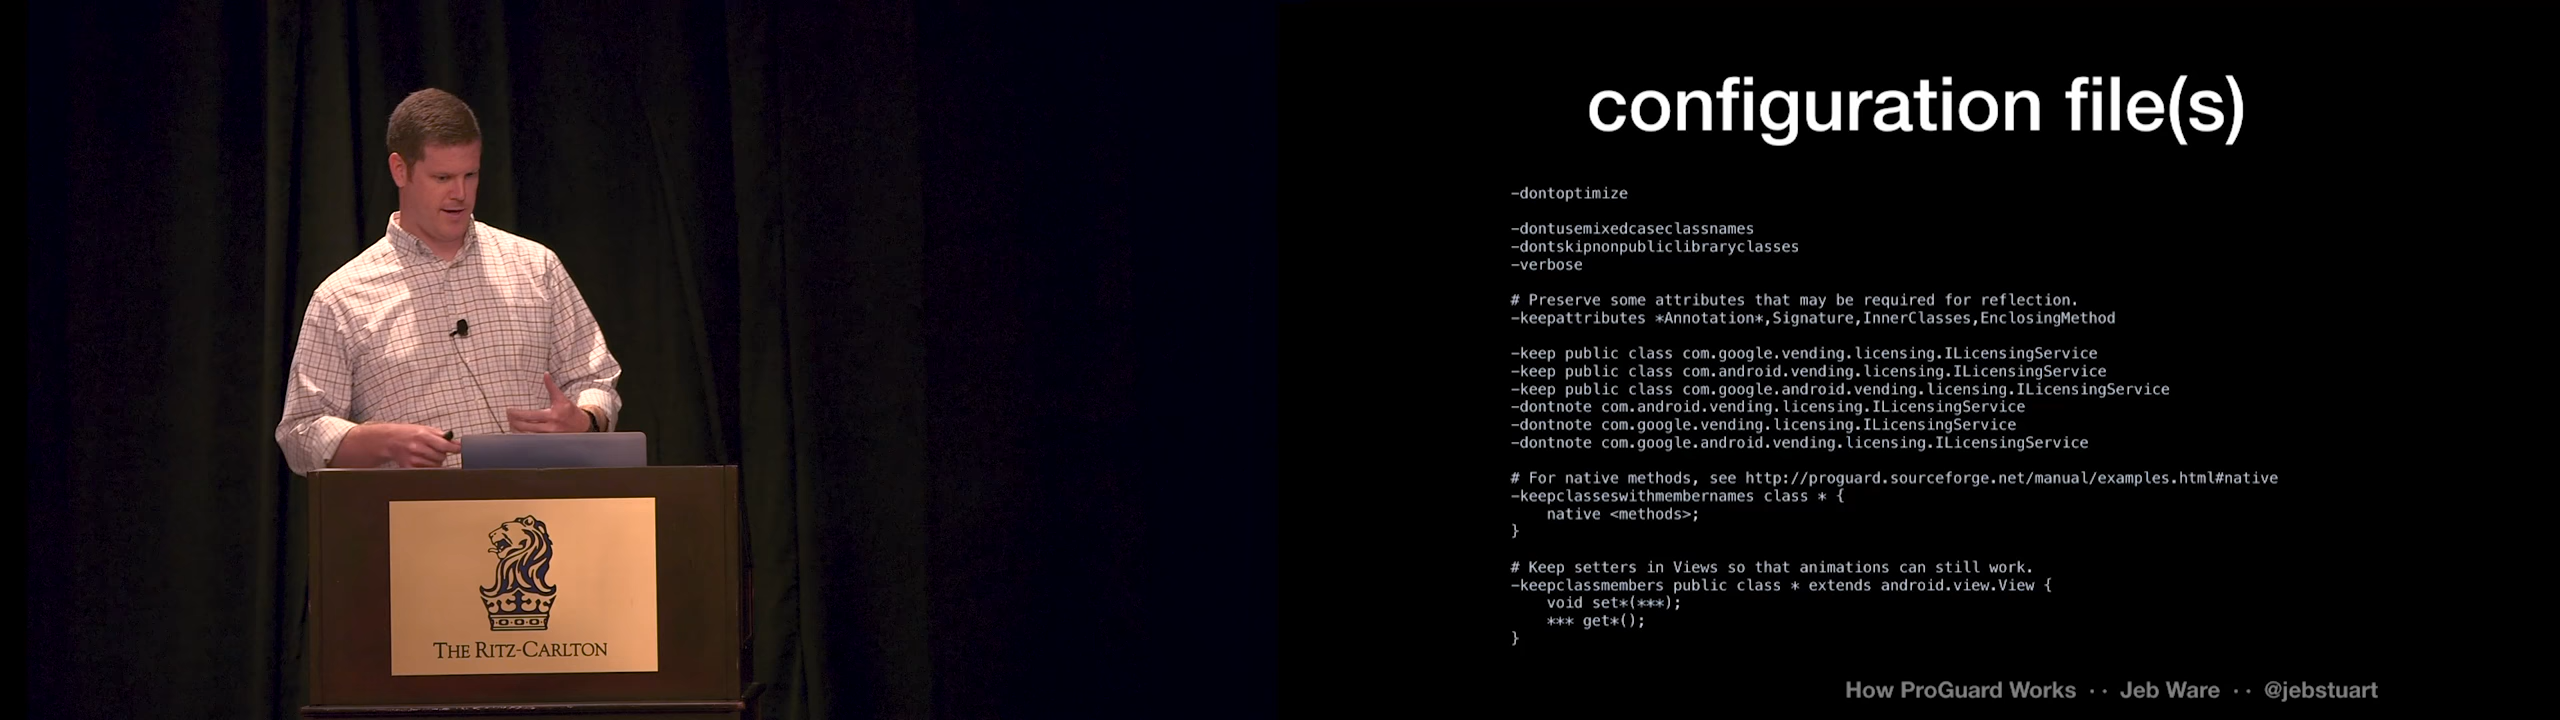 THE RITZ-CARLTON
configuration file(s)
-dontoptimize
-dontusemixedcaseclassnames
-dontskipnonpubliclibraryclasses
-verbose
# Preserve some attributes that may be required for reflection.
-keepattributes *Annotation*,Signature,InnerClasses,EnclosingMethod
-keep public class com.google.vending.licensing.ILicensingService
-keep public class com.android.vending.licensing.ILicensingService
-keep public class com.google.android.vending.licensing.ILicensingService
-dontnote com.android.vending.licensing.ILicensingService
-dontnote com.google.vending.licensing.ILicensingService
-dontnote com.google.android.vending.licensing.ILicensingService
# For native methods, see http://proguard.sourceforge.net/manual/examples.html#native
-keepclasseswithmembernames class * {
    native <methods>;
}
# Keep setters in Views so that animations can still work.
-keepclassmembers public class * extends android.view.View {
    void set*(***);
    *** get*();
}
How ProGuard Works ·· Jeb Ware ·· @jebstuart